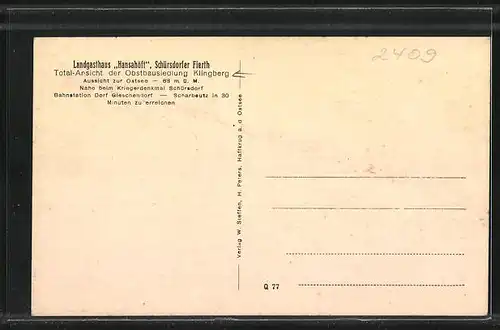 Landgasthaus „Hansahöft", Schürsdorfer Fierth
Total-Ansicht der Obstbausiedlung Klingberg
Aussicht zur Ostsee — 68 m ü. M.
Nahe beim Kriegerdenkmal Schürsdorf
Bahnstation Dorf Gleschendorf — Scharbeutz in 30
Minuten zu erreichen
2409
Verlag W. Steffen, H. Peters, Haffkrug a. d. Ostsee
Q 77